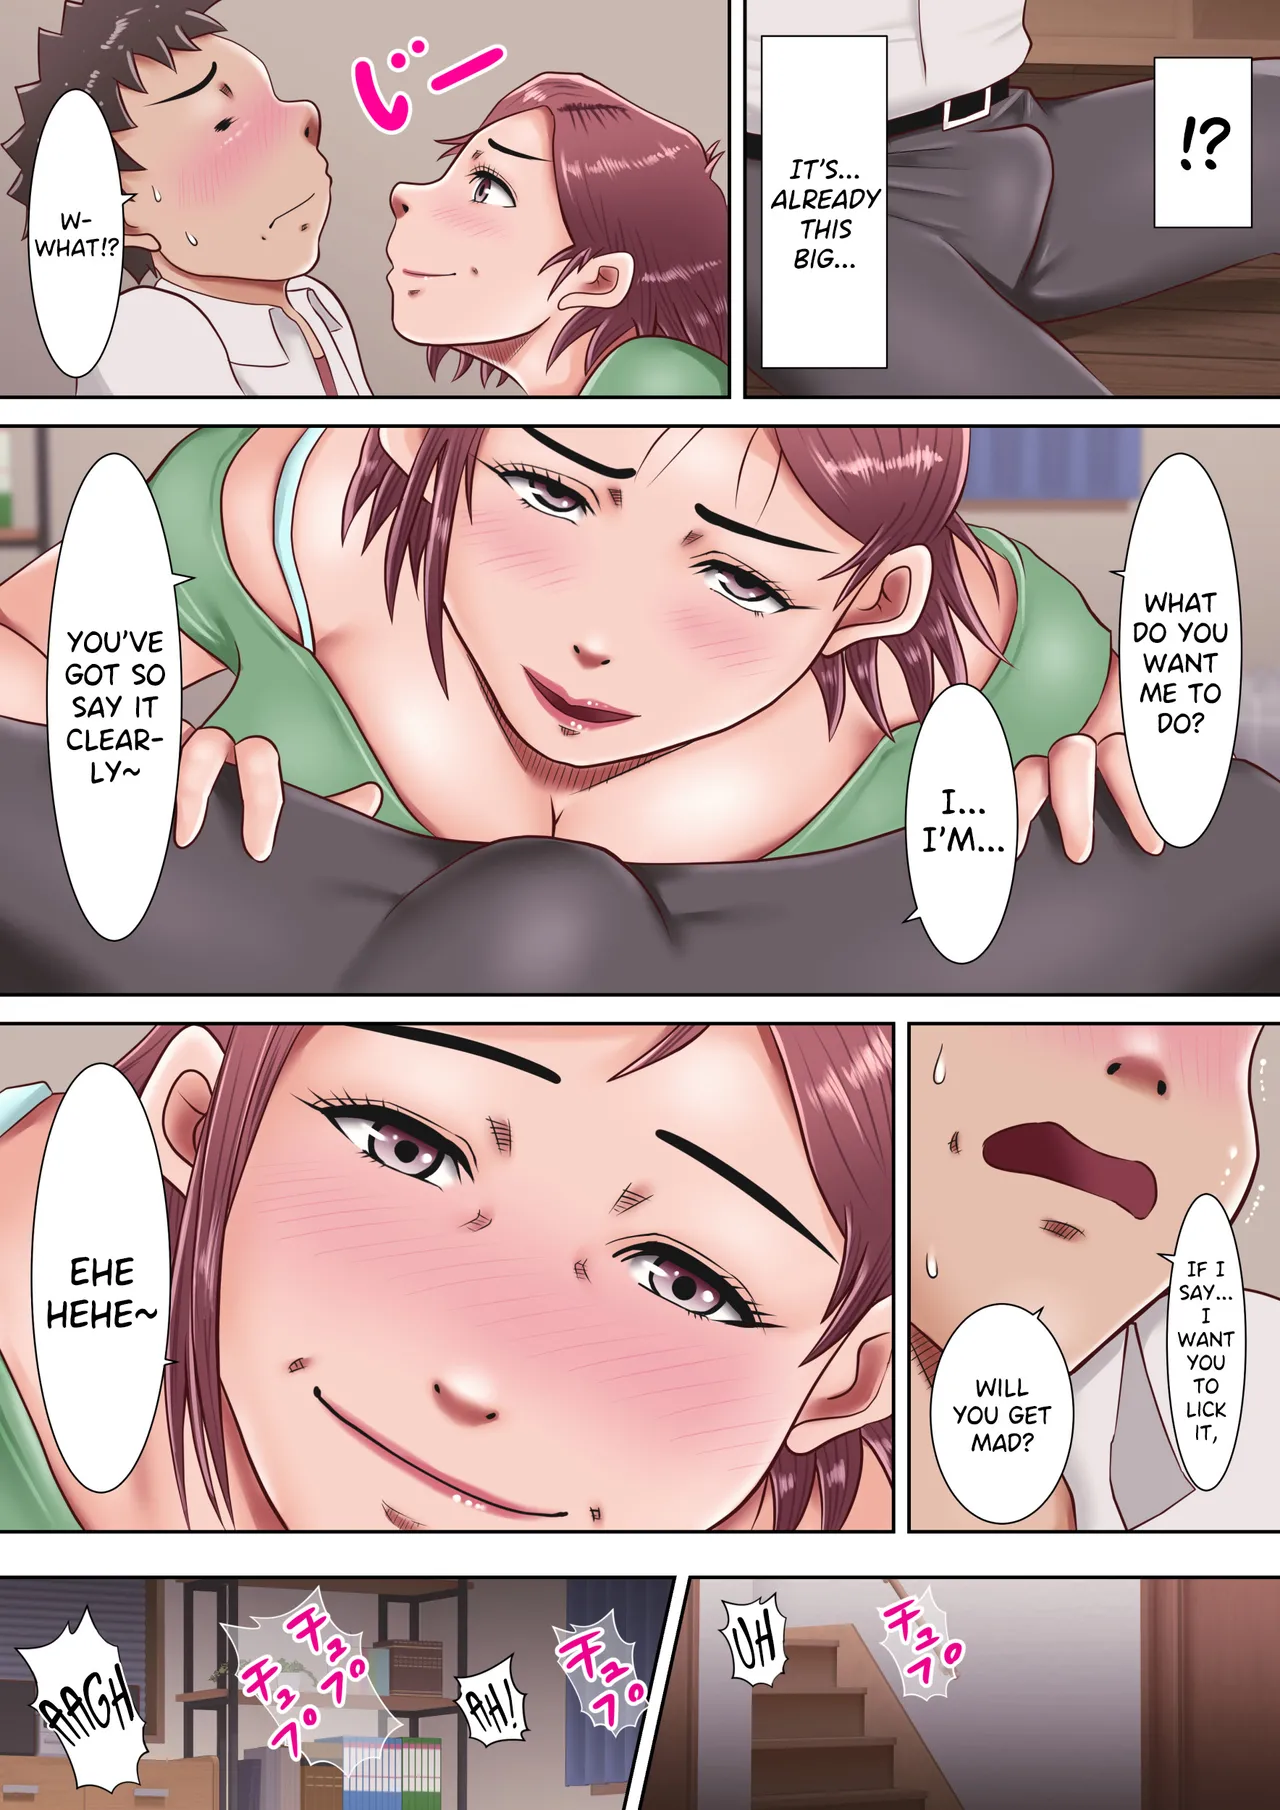 !?
IT'S...
ALREADY
THIS
BIG...
じー
W-
WHAT!?
WHAT
DO YOU
WANT
ME TO
DO?
I...
I'M...
YOU'VE
GOT SO
SAY IT
CLEAR-
LY~
IF I
SAY...
I
WANT
YOU
TO
LICK
IT,
WILL
YOU GET
MAD?
EHE
HEHE~
チュプ
UH
チュプ
AH!
チュプ
チュプ
AAGH